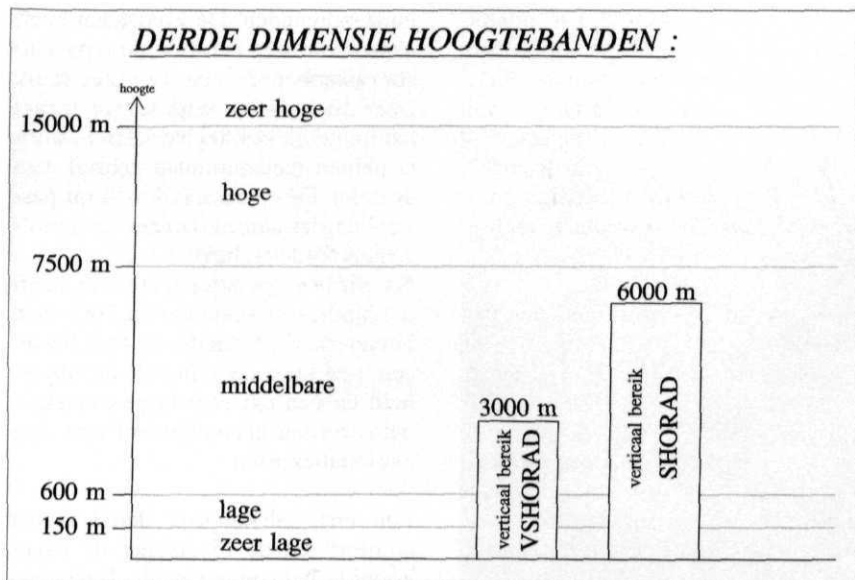 DERDE DIMENSIE HOOGTEBANDEN :
hoogte
zeer hoge
15000 m
hoge
7500 m
6000 m
middelbare
3000 m
verticaal bereik
SHORAD
verticaal bereik
VSHORAD
600 m
lage
150 m
zeer lage